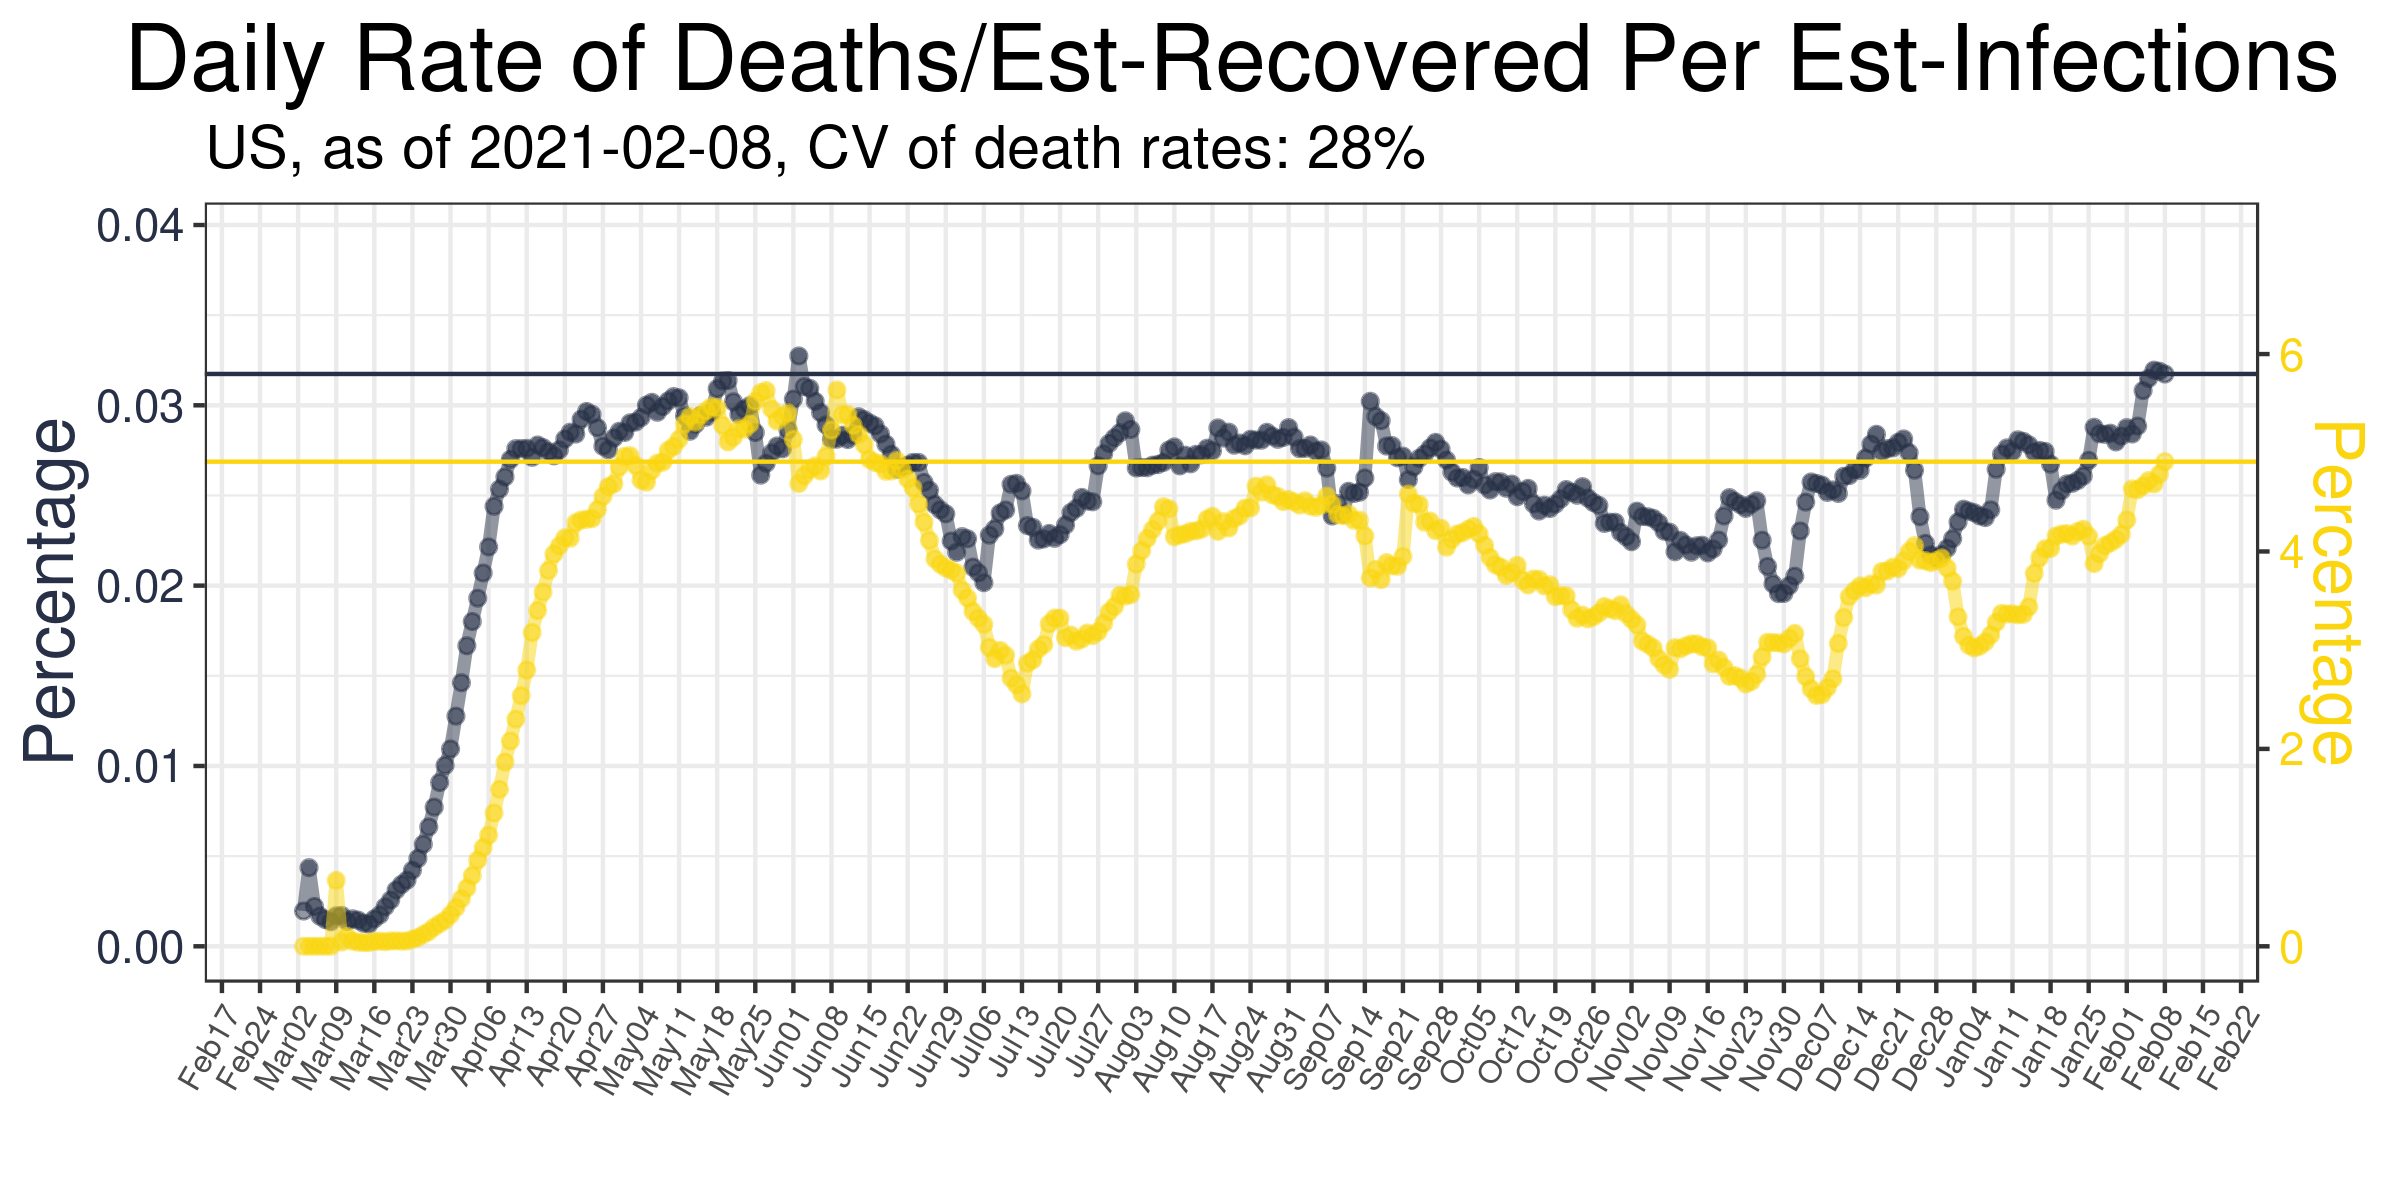 Daily Rate of Deaths/Est-Recovered Per Est-Infections
US, as of 2021-02-08, CV of death rates: 28%
Percentage
0.04
0.03
0.02
0.01
0.00
6
4
2
0
Percentage
Feb17 Feb24 Mar02 Mar09 Mar16 Mar23 Mar30 Apr06 Apr13 Apr20 Apr27 May04 May11 May18 May25 Jun01 Jun08 Jun15 Jun22 Jun29 Jul06 Jul13 Jul20 Jul27 Aug03 Aug10 Aug17 Aug24 Aug31 Sep07 Sep14 Sep21 Sep28 Oct05 Oct12 Oct19 Oct26 Nov02 Nov09 Nov16 Nov23 Nov30 Dec07 Dec14 Dec21 Dec28 Jan04 Jan11 Jan18 Jan25 Feb01 Feb08 Feb15 Feb22